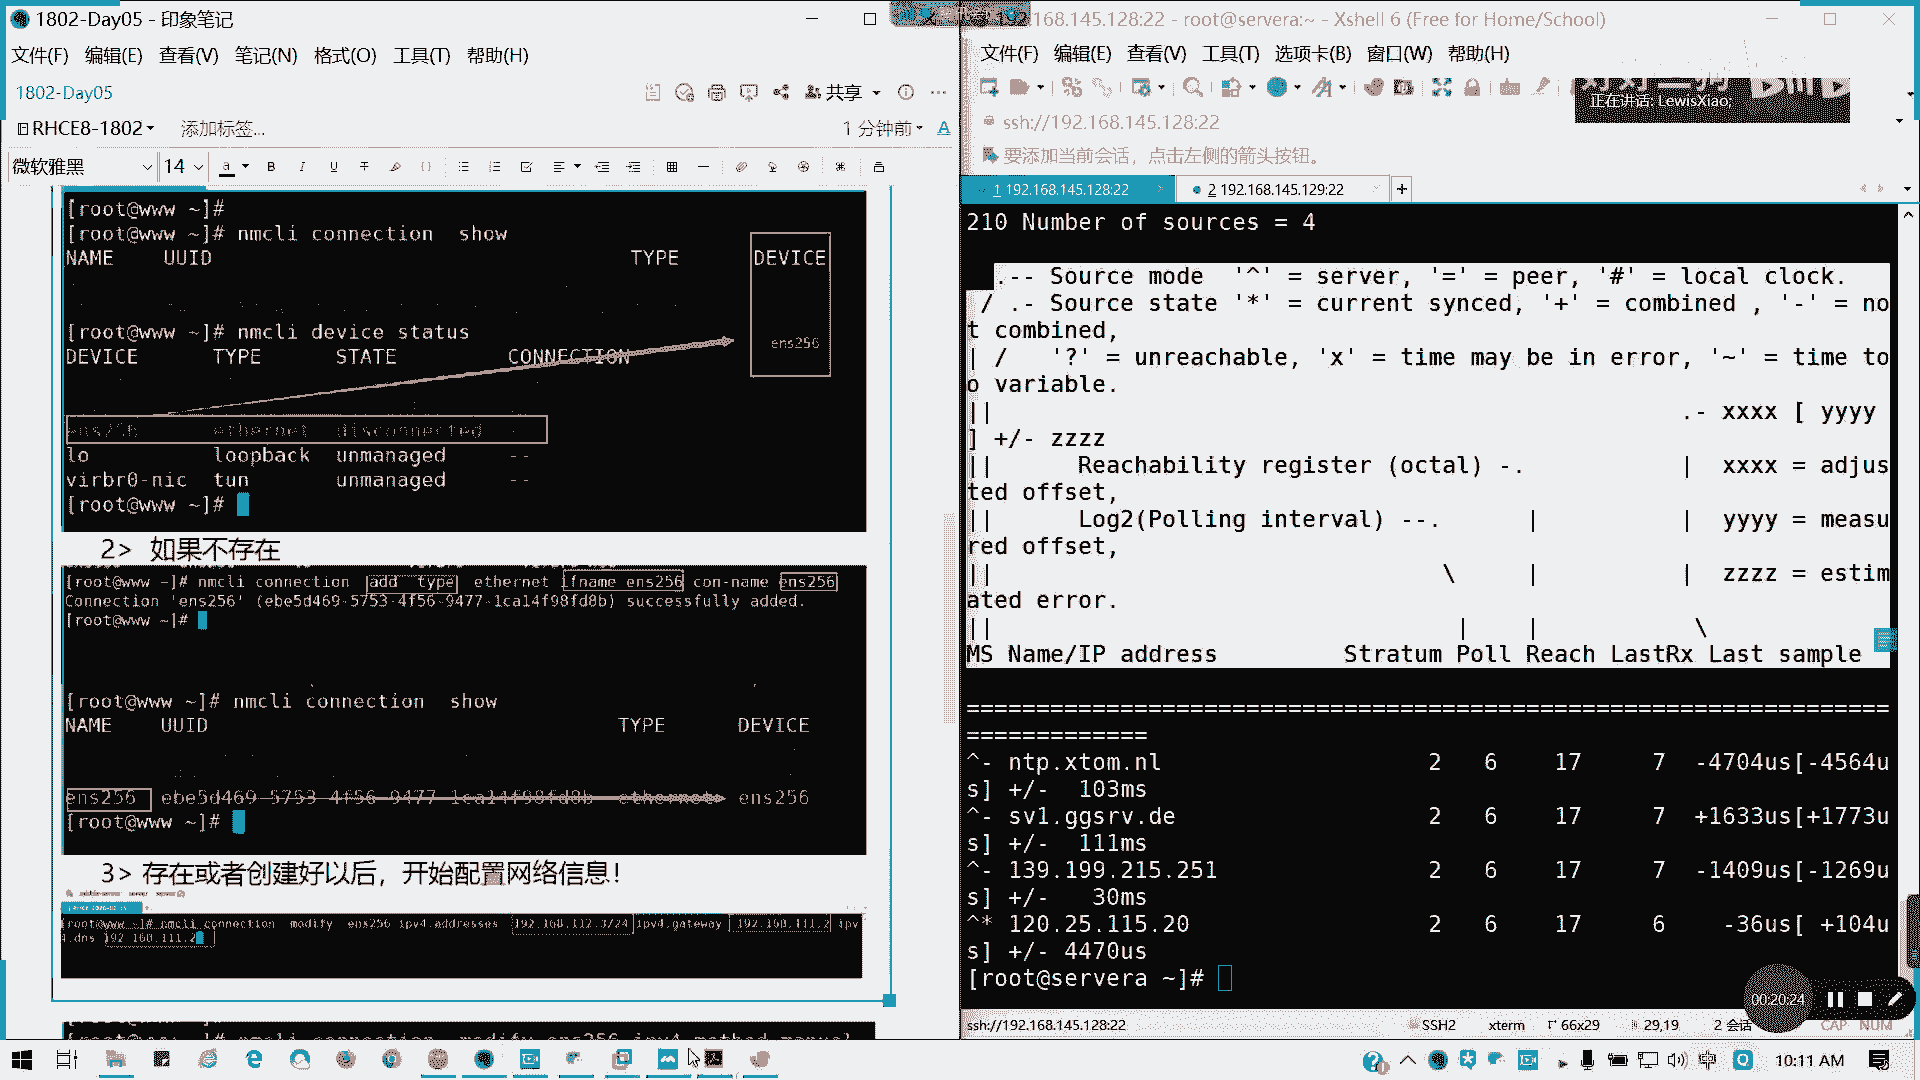 1802-Day05 - 印象笔记
文件(F) 编辑(E) 查看(V) 笔记(N) 格式(O) 工具(T) 帮助(H)
1802-Day05
共享
RHCE8-1802 添加标签...
1 分钟前
微软雅黑 14
[root@www ~]#
[root@www ~]# nmcli connection show
NAME UUID TYPE DEVICE
[root@www ~]# nmcli device status
DEVICE TYPE STATE CONNECTION
ens256
ens256 ethernet disconnected --
lo loopback unmanaged --
virbr0-nic tun unmanaged --
[root@www ~]#
2> 如果不存在
[root@www ~]# nmcli connection add type ethernet ifname ens256 con-name ens256
Connection 'ens256' (ebe5d469-5753-4f56-9477-1ca14f98fd8b) successfully added.
[root@www ~]#
[root@www ~]# nmcli connection show
NAME UUID TYPE DEVICE
ens256 ebe5d469-5753-4f56-9477-1ca14f98fd8b ethernet ens256
[root@www ~]#
3> 存在或者创建好以后，开始配置网络信息！
[root@www ~]# nmcli connection modify ens256 ipv4.addresses 192.168.112.3/24 ipv4.gateway 192.168.111.2 ipv
4.dns 192.168.111.2
.168.145.128:22 - root@servera:~ - Xshell 6 (Free for Home/School)
文件(F) 编辑(E) 查看(V) 工具(T) 选项卡(B) 窗口(W) 帮助(H)
正在讲话: LewisXiao;
ssh://192.168.145.128:22
要添加当前会话，点击左侧的箭头按钮。
1 192.168.145.128:22
2 192.168.145.129:22
210 Number of sources = 4
.-- Source mode '^' = server, '=' = peer, '#' = local clock.
/ .- Source state '*' = current synced, '+' = combined , '-' = no
t combined,
| / '?' = unreachable, 'x' = time may be in error, '~' = time to
o variable.
|| .- xxxx [ yyyy
] +/- zzzz
|| Reachability register (octal) -. | xxxx = adjus
ted offset,
|| Log2(Polling interval) --. | | yyyy = measu
red offset,
|| \ | | zzzz = estim
ated error.
|| | | \
MS Name/IP address Stratum Poll Reach LastRx Last sample
==================================================================
=============
^- ntp.xtom.nl 2 6 17 7 -4704us[-4564u
s] +/- 103ms
^- sv1.ggsrv.de 2 6 17 7 +1633us[+1773u
s] +/- 111ms
^- 139.199.215.251 2 6 17 7 -1409us[-1269u
s] +/- 30ms
^* 120.25.115.20 2 6 17 6 -36us[ +104u
s] +/- 4470us
[root@servera ~]#
00:20:24
ssh://192.168.145.128:22 SSH2 xterm 66x29 29,19 2 会话 CAP NUM
中
10:11 AM